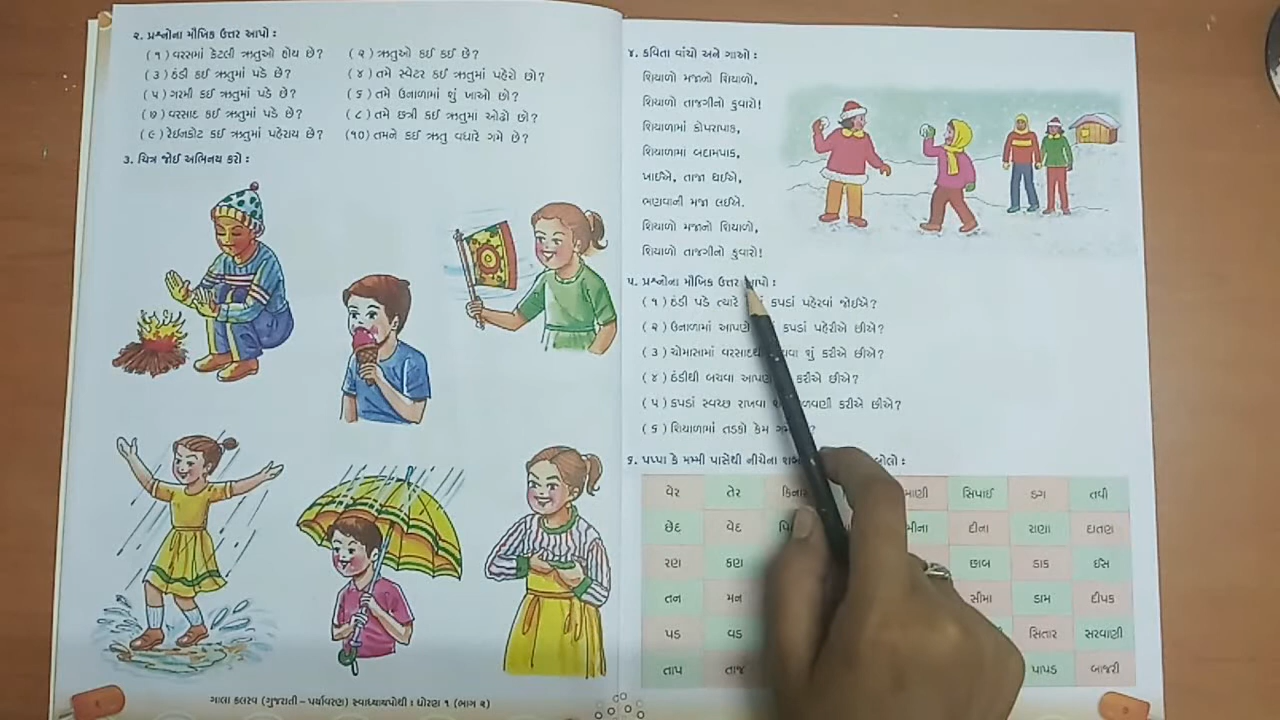 ૨. પ્રશ્નોના મૌખિક ઉત્તર આપો :
(૧) વરસમાં કેટલી ઋતુઓ હોય છે?
(૨) ઋતુઓ કઈ કઈ છે?
(૩) ઠંડી કઈ ઋતુમાં પડે છે?
(૪) તમે સ્વેટર કઈ ઋતુમાં પહેરો છો?
(૫) ગરમી કઈ ઋતુમાં પડે છે?
(૬) તમે ઉનાળામાં શું ખાઓ છો?
(૭) વરસાદ કઈ ઋતુમાં પડે છે?
(૮) તમે છત્રી કઈ ઋતુમાં ઓઢો છો?
(૯) રેઇનકોટ કઈ ઋતુમાં પહેરાય છે?
(૧૦) તમને કઈ ઋતુ વધારે ગમે છે?
૩. ચિત્ર જોઈ અભિનય કરો :
ગાલા કલરવ (ગુજરાતી – પર્યાવરણ) સ્વાધ્યાયપોથી : ધોરણ ૧ (ભાગ ૨)
૪. કવિતા વાંચો અને ગાઓ :
શિયાળો મજાનો શિયાળો,
શિયાળો તાજગીનો ફુવારો!
શિયાળામાં કોપરાપાક,
શિયાળામાં બદામપાક,
ખાઈએ, તાજા થઈએ,
ભણવાની મજા લઈએ.
શિયાળો મજાનો શિયાળો,
શિયાળો તાજગીનો ફુવારો!
૫. પ્રશ્નોના મૌખિક ઉત્તર આપો :
(૧) ઠંડી પડે ત્યારે કપડાં પહેરવાં જોઈએ?
(૨) ઉનાળામાં આપણે કપડાં પહેરીએ છીએ?
(૩) ચોમાસામાં શું કરીએ છીએ?
(૪) ઠંડીથી બચવા કરીએ છીએ?
(૫) કપડાં સ્વચ્છ રાખવા કરીએ છીએ?
(૬) શિયાળામાં તડકો કેમ
૬. પપ્પા કે મમ્મી પાસેથી નીચેના
વેર તેર સિપાઈ ડગ તવી
છેદ વેદ દીના રાણા દાતણ
રણ કણ છાબ ડાક ઈસ
તન મન સીમા ડામ દીપક
પડ વડ સિતાર સરવાણી
તાપ તાજ પાપડ બાજરી